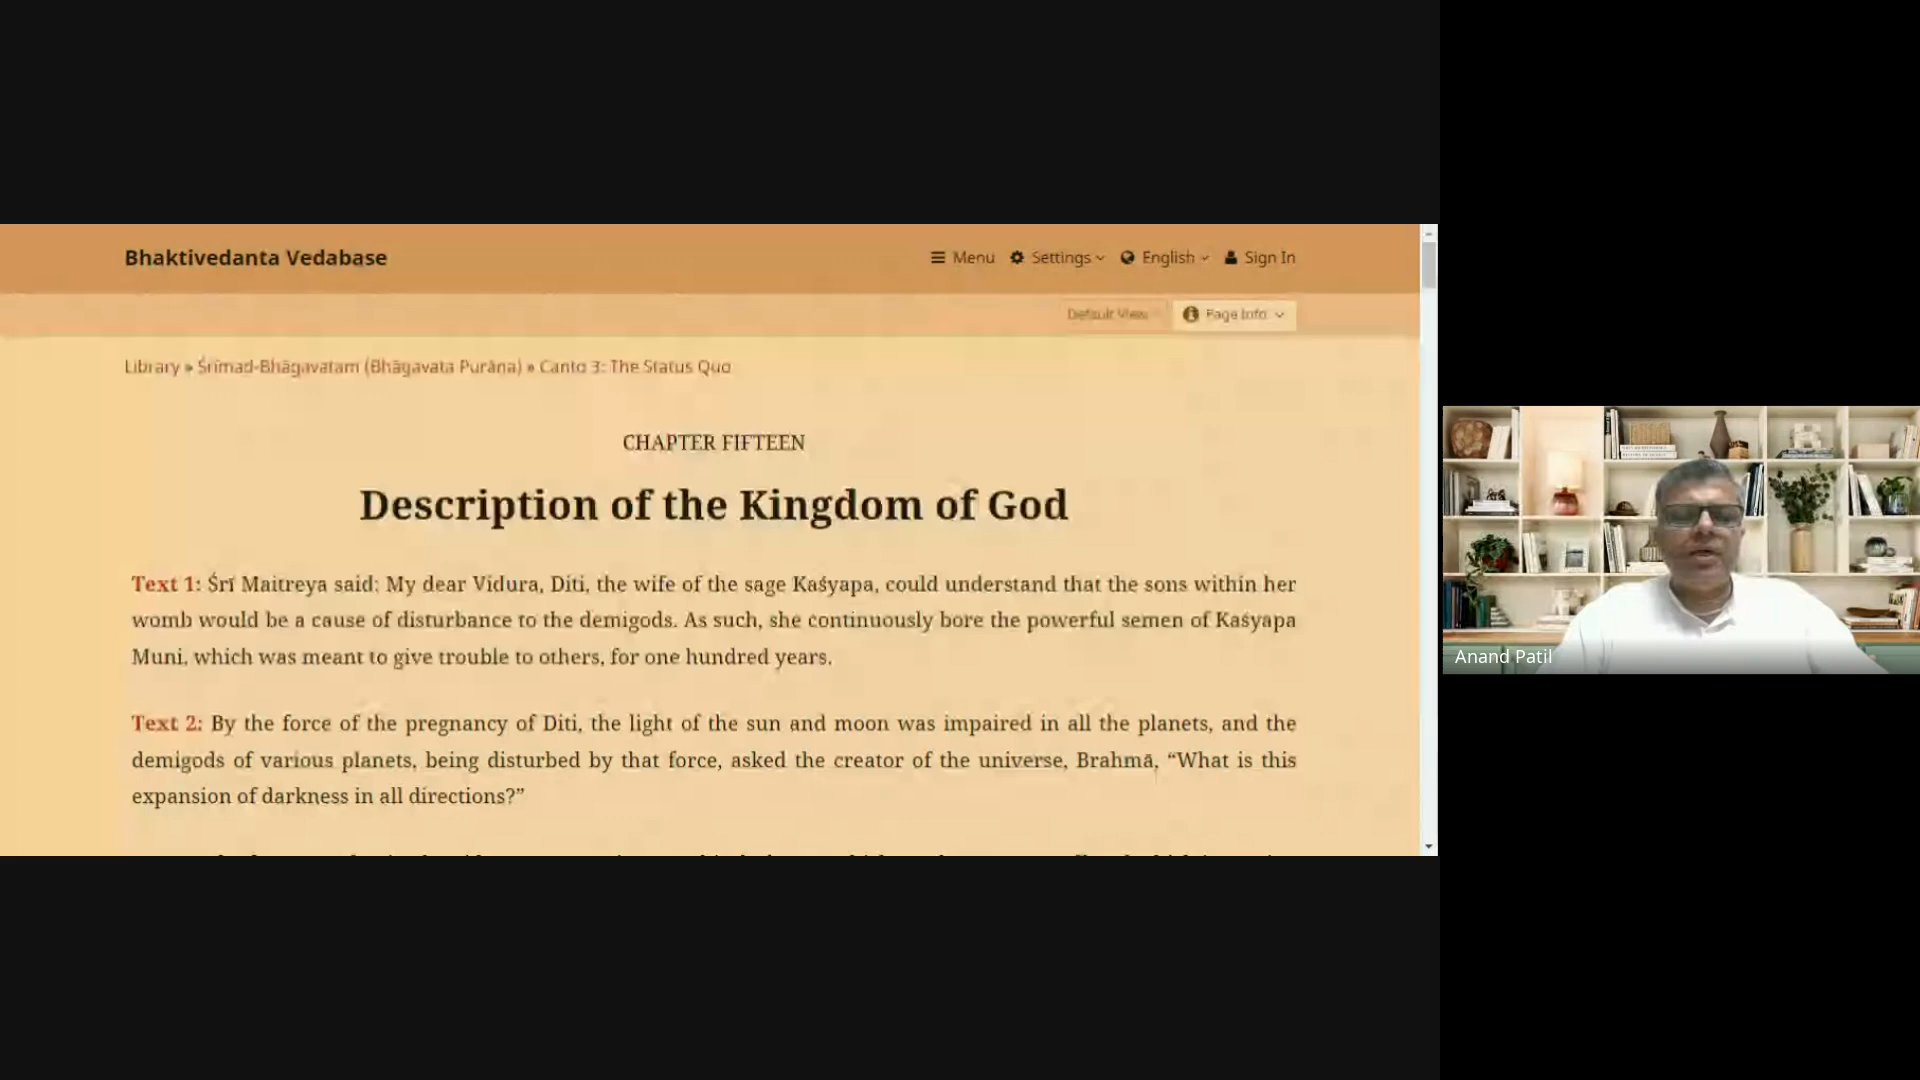 Bhaktivedanta Vedabase
Menu Settings English Sign In
Default View Page Info
Library » Śrīmad-Bhāgavatam (Bhāgavata Purāṇa) » Canto 3: The Status Quo
CHAPTER FIFTEEN
Description of the Kingdom of God
Text 1: Śrī Maitreya said: My dear Vidura, Diti, the wife of the sage Kaśyapa, could understand that the sons within her
womb would be a cause of disturbance to the demigods. As such, she continuously bore the powerful semen of Kaśyapa
Muni, which was meant to give trouble to others, for one hundred years.
Text 2: By the force of the pregnancy of Diti, the light of the sun and moon was impaired in all the planets, and the
demigods of various planets, being disturbed by that force, asked the creator of the universe, Brahmā, “What is this
expansion of darkness in all directions?”
Anand Patil